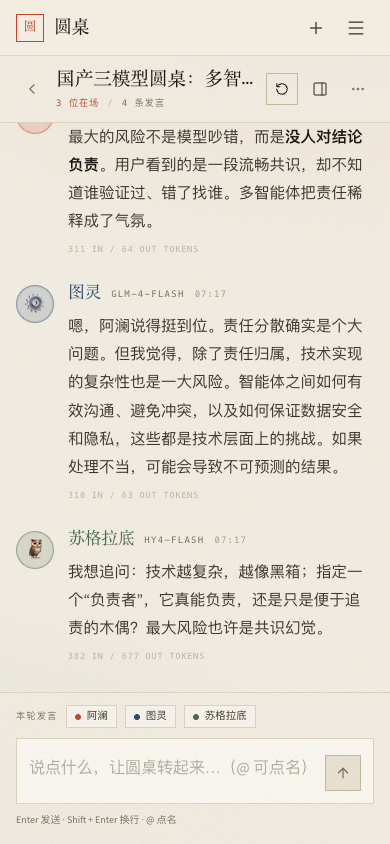 圆
圆桌
国产三模型圆桌：多智…
3 位在场 / 4 条发言
最大的风险不是模型吵错，而是没人对结论
负责。用户看到的是一段流畅共识，却不知
道谁验证过、错了找谁。多智能体把责任稀
释成了气氛。
311 IN / 64 OUT TOKENS
图灵 GLM-4-FLASH 07:17
嗯，阿澜说得挺到位。责任分散确实是个大
问题。但我觉得，除了责任归属，技术实现
的复杂性也是一大风险。智能体之间如何有
效沟通、避免冲突，以及如何保证数据安全
和隐私，这些都是技术层面上的挑战。如果
处理不当，可能会导致不可预测的结果。
310 IN / 63 OUT TOKENS
苏格拉底 HY4-FLASH 07:17
我想追问：技术越复杂，越像黑箱；指定一
个“负责者”，它真能负责，还是只是便于追
责的木偶？最大风险也许是共识幻觉。
382 IN / 677 OUT TOKENS
本轮发言 阿澜 图灵 苏格拉底
说点什么，让圆桌转起来…（@ 可点名）
Enter 发送 · Shift + Enter 换行 · @ 点名